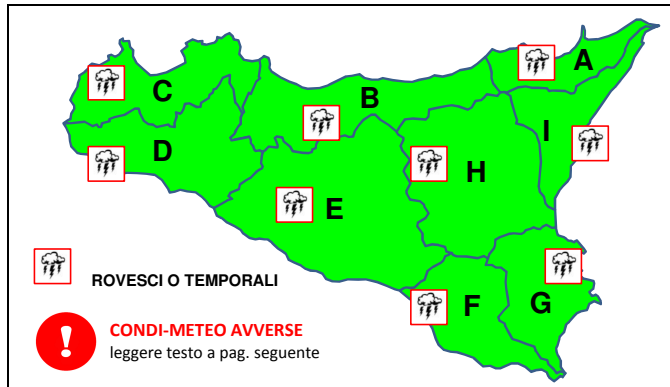 A
C
B
I
D
H
E
F
G
ROVESCI O TEMPORALI
!
CONDI-METEO AVVERSE
leggere testo a pag. seguente